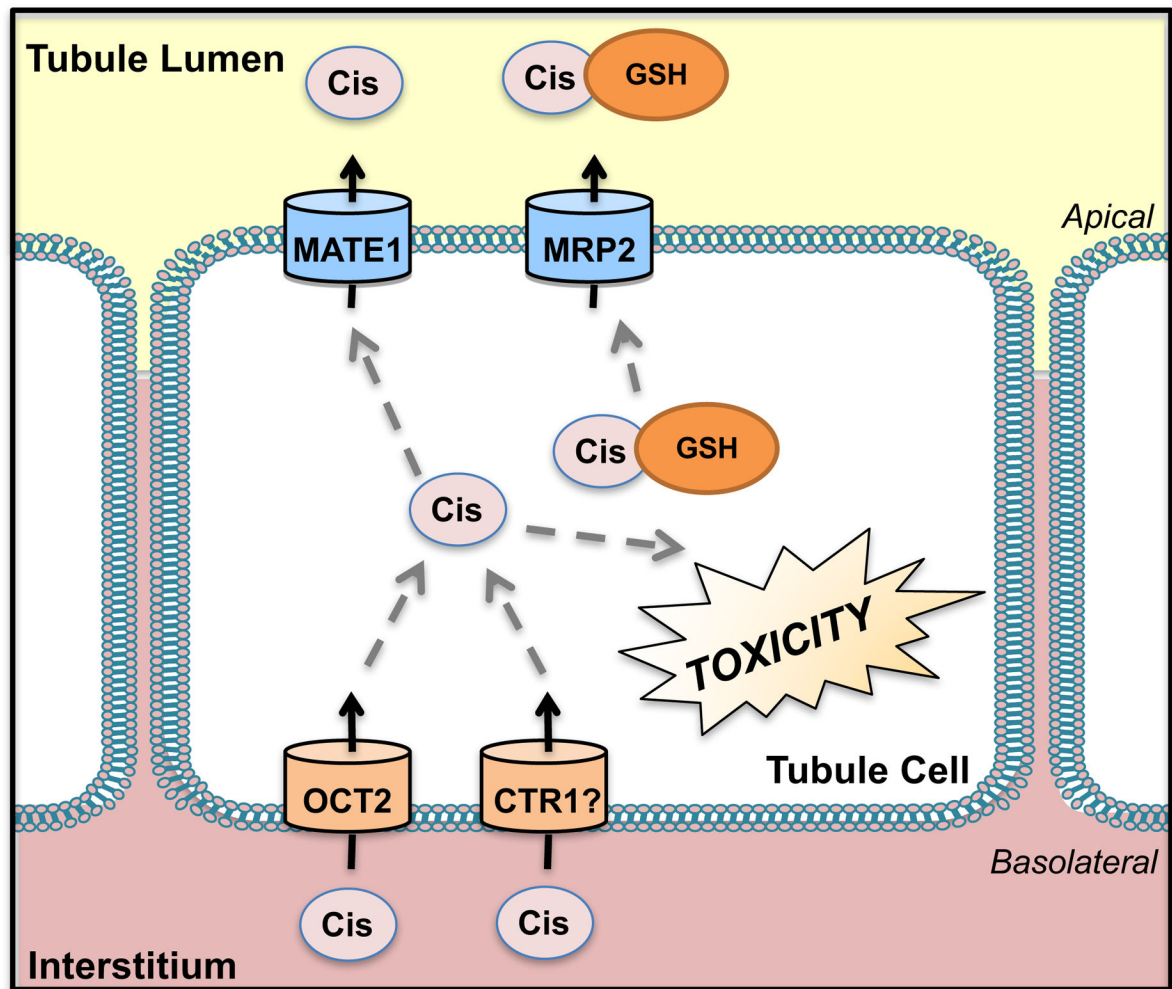 Tubule Lumen
Cis
Cis
GSH
Apical
MATE1
MRP2
Cis
GSH
Cis
TOXICITY
Tubule Cell
OCT2
CTR1?
Basolateral
Cis
Cis
Interstitium